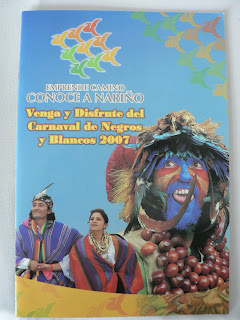 EMPRENDE CAMINO
CONOCE A NARIÑO
Venga y Disfrute del
Carnaval de Negros
y Blancos 2007